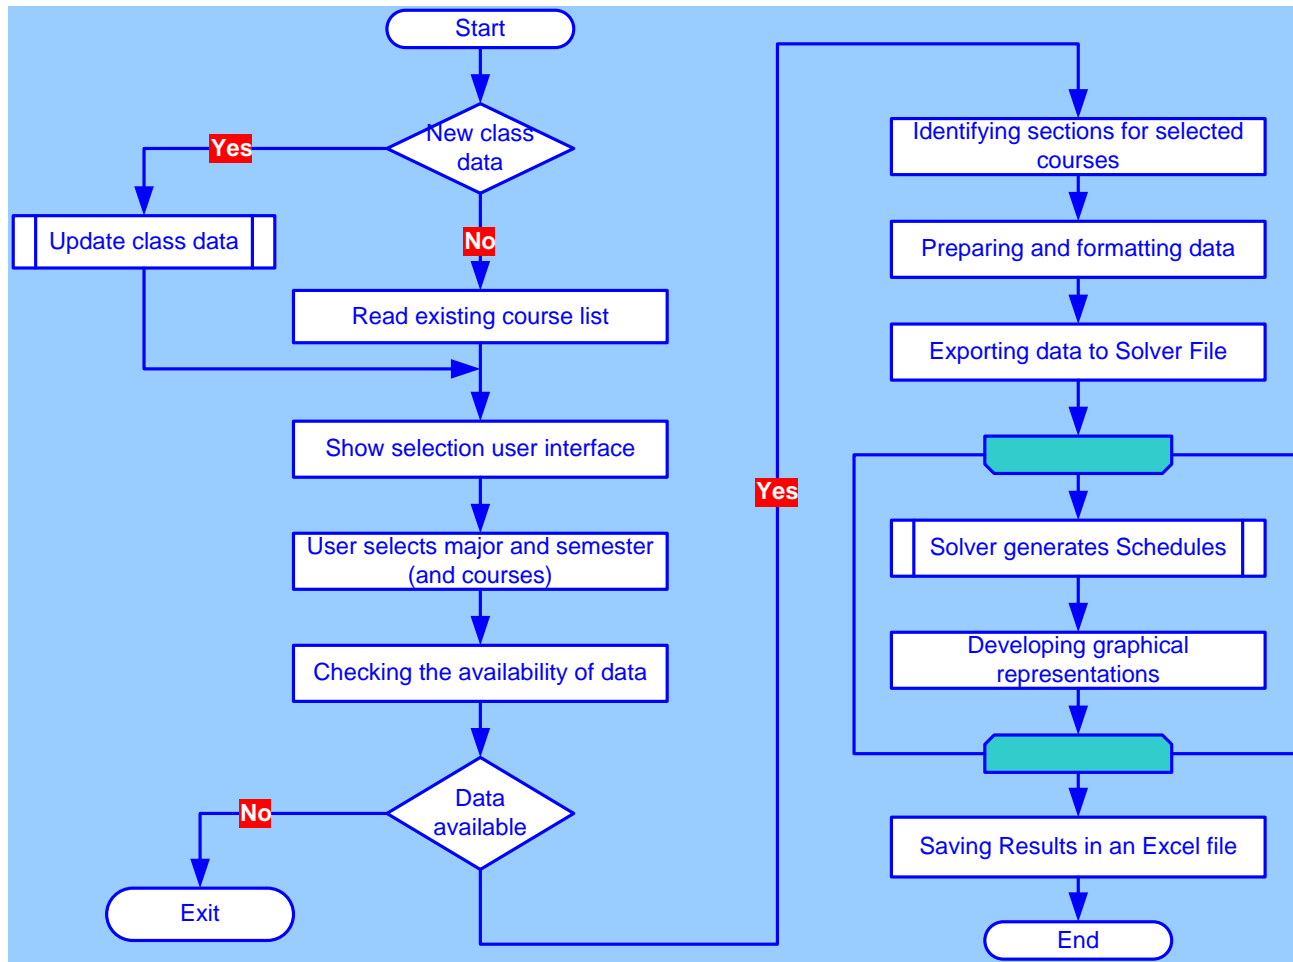 Start
New class
data
Yes
No
Update class data
Read existing course list
Show selection user interface
User selects major and semester
(and courses)
Checking the availability of data
Data
available
No
Exit
Yes
Identifying sections for selected
courses
Preparing and formatting data
Exporting data to Solver File
Solver generates Schedules
Developing graphical
representations
Saving Results in an Excel file
End